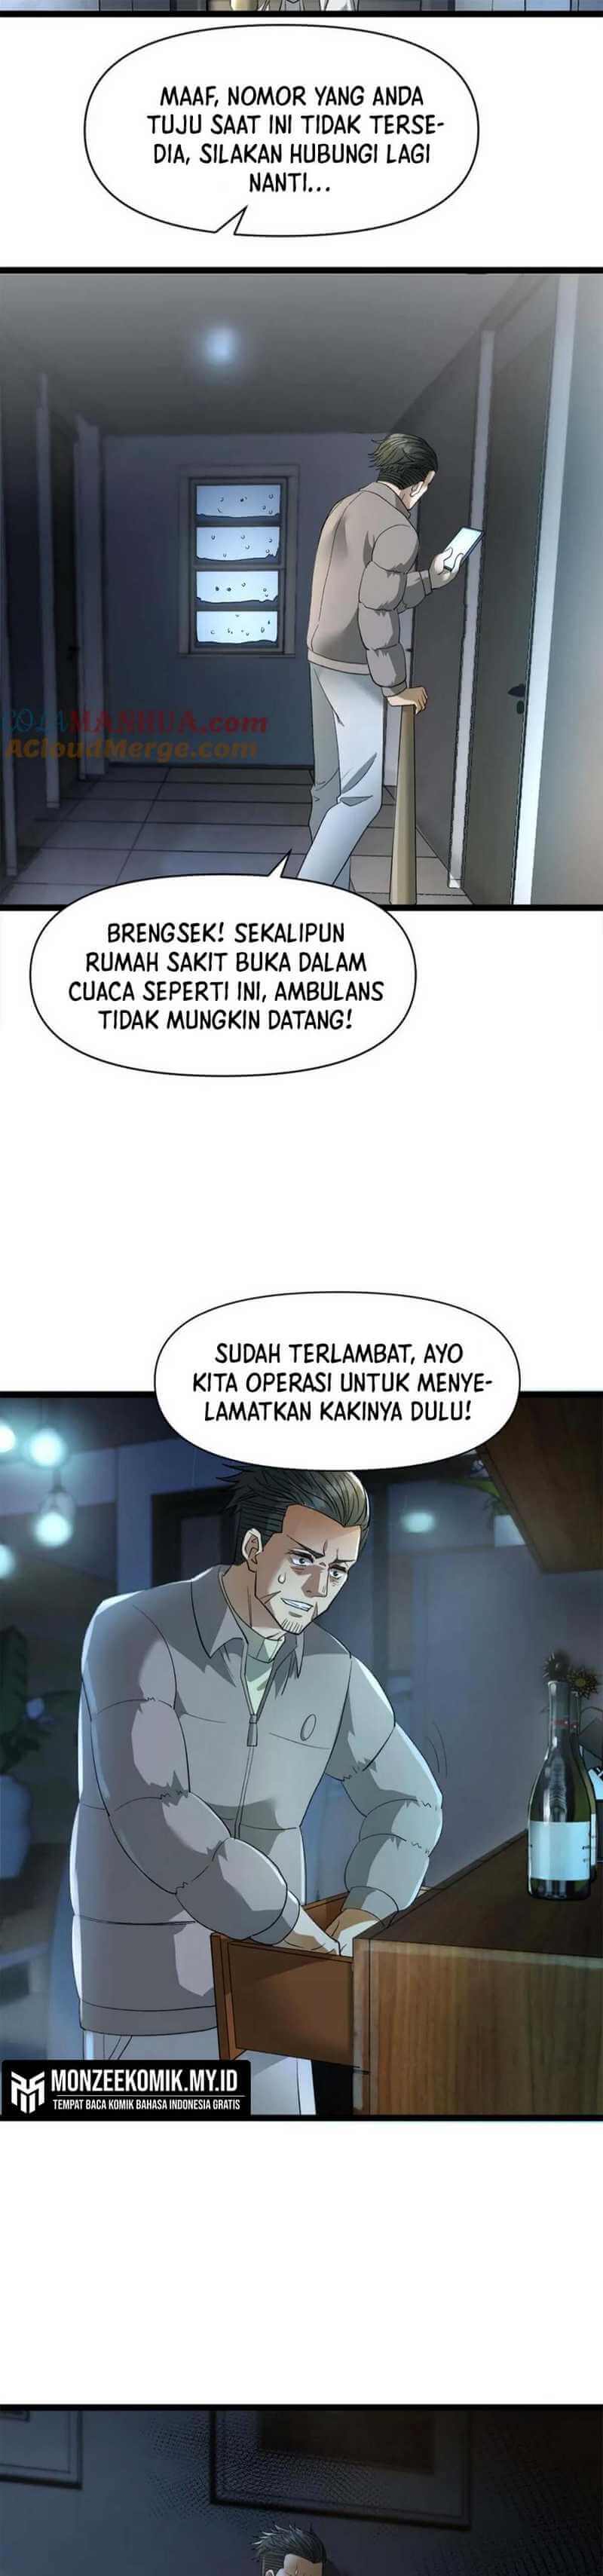 MAAF, NOMOR YANG ANDA
TUJU SAAT INI TIDAK TERSE-
DIA, SILAKAN HUBUNGI LAGI
NANTI...
COLAMANHUA.com
ACloudMerge.com
BRENGSEK! SEKALIPUN
RUMAH SAKIT BUKA DALAM
CUACA SEPERTI INI, AMBULANS
TIDAK MUNGKIN DATANG!
SUDAH TERLAMBAT, AYO
KITA OPERASI UNTUK MENYE-
LAMATKAN KAKINYA DULU!
MONZEEKOMIK.MY.ID
TEMPAT BACA KOMIK BAHASA INDONESIA GRATIS